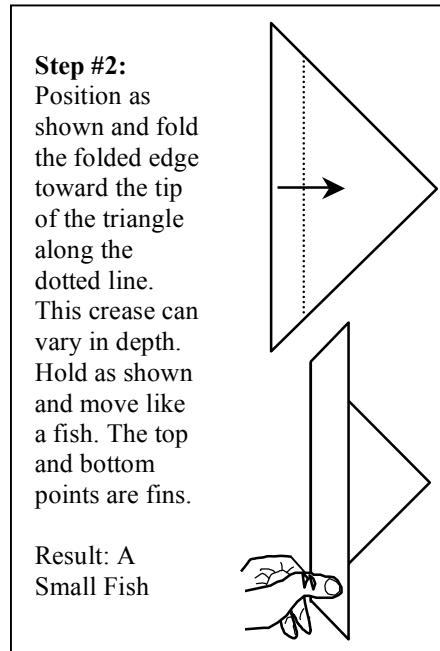 Step #2:
Position as
shown and fold
the folded edge
toward the tip
of the triangle
along the
dotted line.
This crease can
vary in depth.
Hold as shown
and move like
a fish. The top
and bottom
points are fins.
Result: A
Small Fish